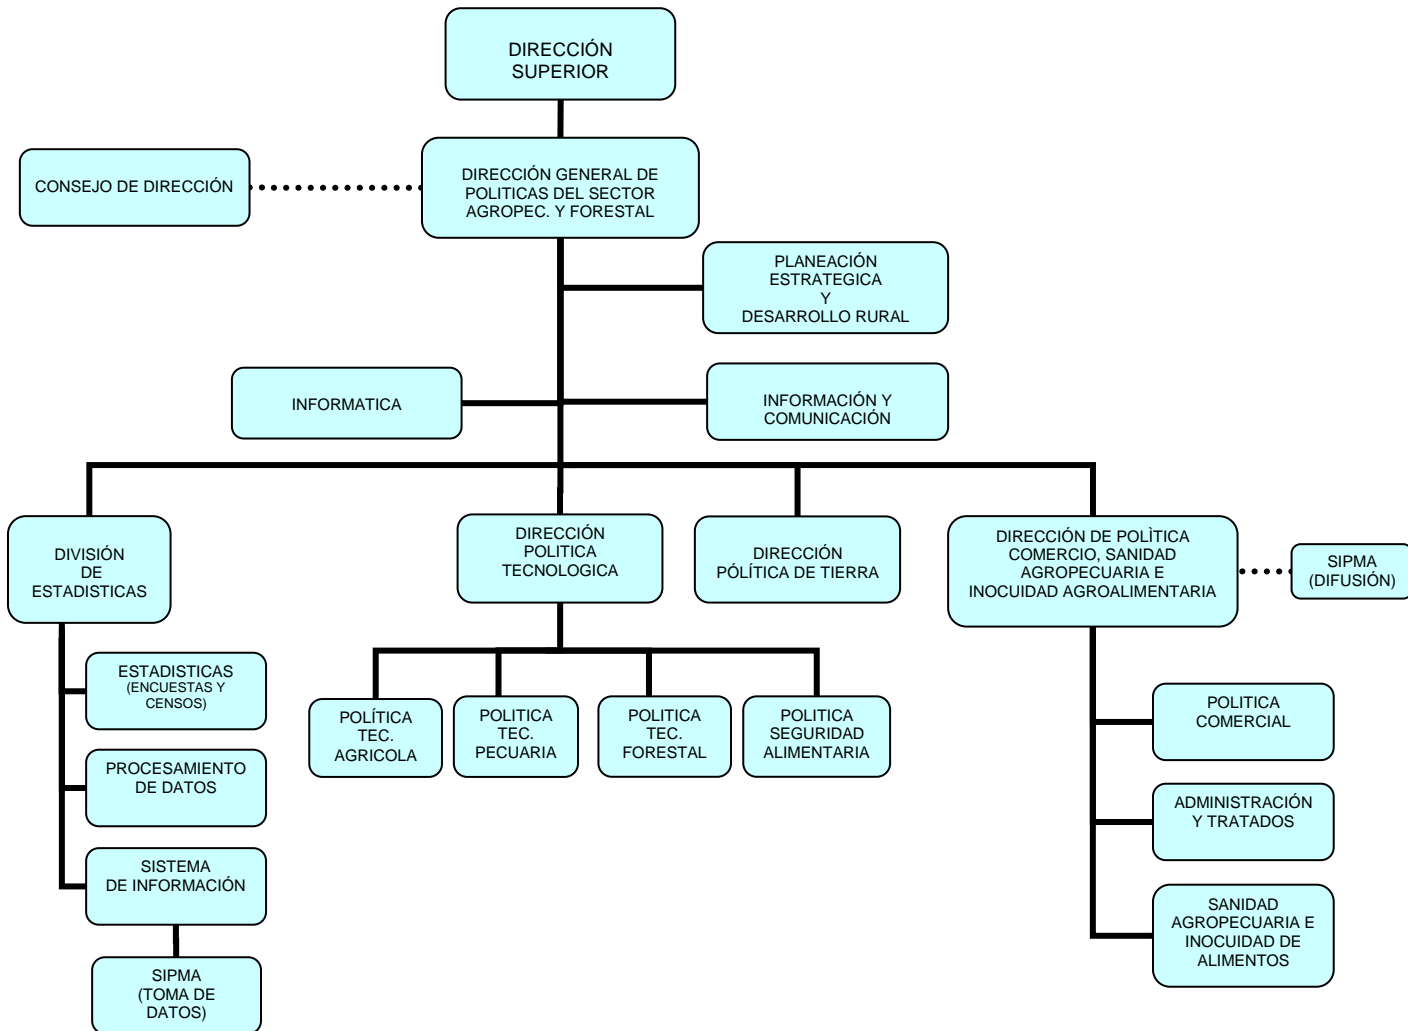 DIRECCIÓN
SUPERIOR
CONSEJO DE DIRECCIÓN
DIRECCIÓN GENERAL DE
POLITICAS DEL SECTOR
AGROPEC. Y FORESTAL
PLANEACIÓN
ESTRATEGICA
Y
DESARROLLO RURAL
INFORMATICA
INFORMACIÓN Y
COMUNICACIÓN
DIVISIÓN
DE
ESTADISTICAS
DIRECCIÓN
POLITICA
TECNOLOGICA
DIRECCIÓN
PÓLÍTICA DE TIERRA
DIRECCIÓN DE POLÌTICA
COMERCIO, SANIDAD
AGROPECUARIA E
INOCUIDAD AGROALIMENTARIA
SIPMA
(DIFUSIÓN)
ESTADISTICAS
(ENCUESTAS Y
CENSOS)
PROCESAMIENTO
DE DATOS
SISTEMA
DE INFORMACIÓN
SIPMA
(TOMA DE
DATOS)
POLÍTICA
TEC.
AGRICOLA
POLITICA
TEC.
PECUARIA
POLITICA
TEC.
FORESTAL
POLITICA
SEGURIDAD
ALIMENTARIA
POLITICA
COMERCIAL
ADMINISTRACIÓN
Y TRATADOS
SANIDAD
AGROPECUARIA E
INOCUIDAD DE
ALIMENTOS